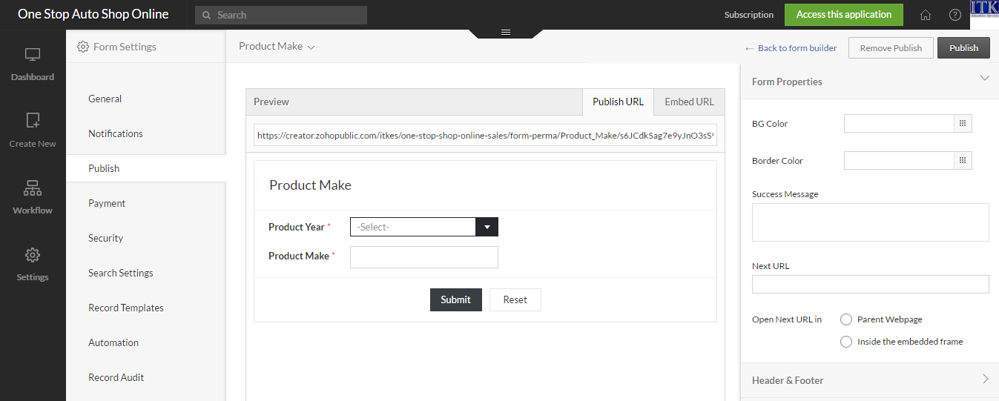 One Stop Auto Shop Online
Search
Subscription
Access this application
?
ITK
Dashboard
Create New
Workflow
Settings
Form Settings
General
Notifications
Publish
Payment
Security
Search Settings
Record Templates
Automation
Record Audit
Product Make
← Back to form builder
Remove Publish
Publish
Preview
Publish URL
Embed URL
https://creator.zohopublic.com/itkes/one-stop-shop-online-sales/form-perma/Product_Make/s6JCdkSag7e9yJnO3sS
Product Make
Product Year *
-Select-
Product Make *
Submit
Reset
Form Properties
BG Color
Border Color
Success Message
Next URL
Open Next URL in
Parent Webpage
Inside the embedded frame
Header & Footer